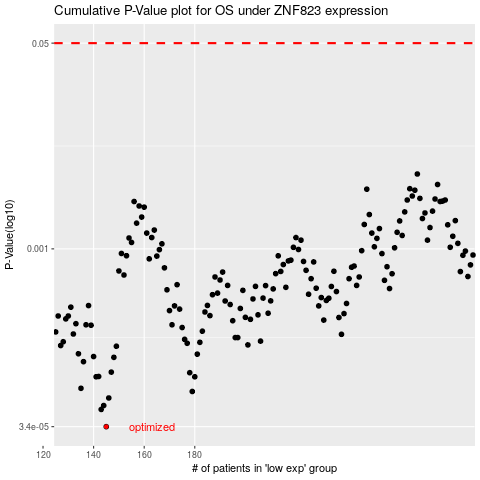 Cumulative P-Value plot for OS under ZNF823 expression
P-Value(log10)
0.05
0.001
3.4e-05
optimized
120 140 160 180
# of patients in 'low exp' group